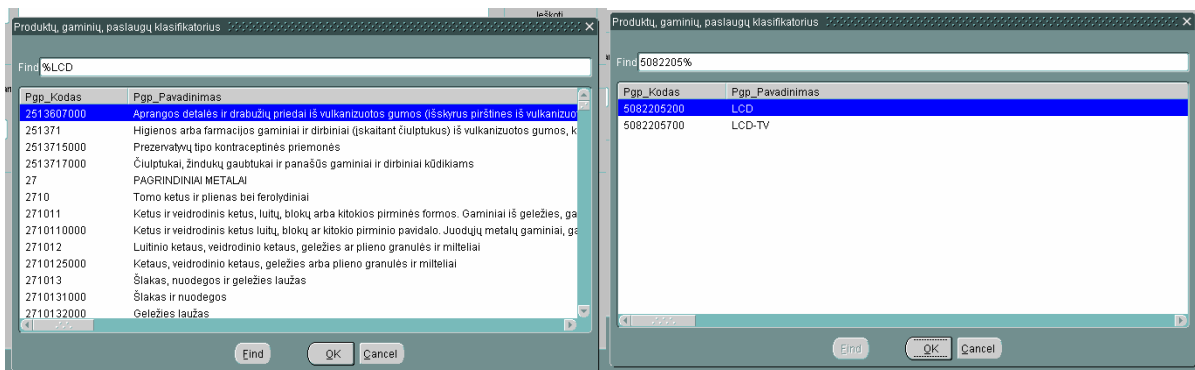 Ieškoti
Produktų, gaminių, paslaugų klasifikatorius
Find %LCD
Pgp_Kodas Pgp_Pavadinimas
2513607000 Aprangos detalės ir drabužių priedai iš vulkanizuotos gumos (išskyrus pirštines iš vulkanizuo
251371 Higienos arba farmacijos gaminiai ir dirbiniai (įskaitant čiulptukus) iš vulkanizuotos gumos, k
2513715000 Prezervatyvų tipo kontraceptinės priemonės
2513717000 Čiulptukai, žindukų gaubtukai ir panašūs gaminiai ir dirbiniai kūdikiams
27 PAGRINDINIAI METALAI
2710 Tomo ketus ir plienas bei ferolydiniai
271011 Ketus ir veidrodinis ketus, luitų, blokų arba kitokios pirminės formos. Gaminiai iš geležies, ga
2710110000 Ketus ir veidrodinis ketus luitų, blokų ar kitokio pirminio pavidalo. Juodųjų metalų gaminiai, ga
271012 Luitinio ketaus, veidrodinio ketaus, geležies ar plieno granulės ir milteliai
2710125000 Ketaus, veidrodinio ketaus, geležies arba plieno granulės ir milteliai
271013 Šlakas, nuodegos ir geležies laužas
2710131000 Šlakas ir nuodegos
2710132000 Geležies laužas
Find OK Cancel
Produktų, gaminių, paslaugų klasifikatorius
Find 5082205%
Pgp_Kodas Pgp_Pavadinimas
5082205200 LCD
5082205700 LCD-TV
Find OK Cancel